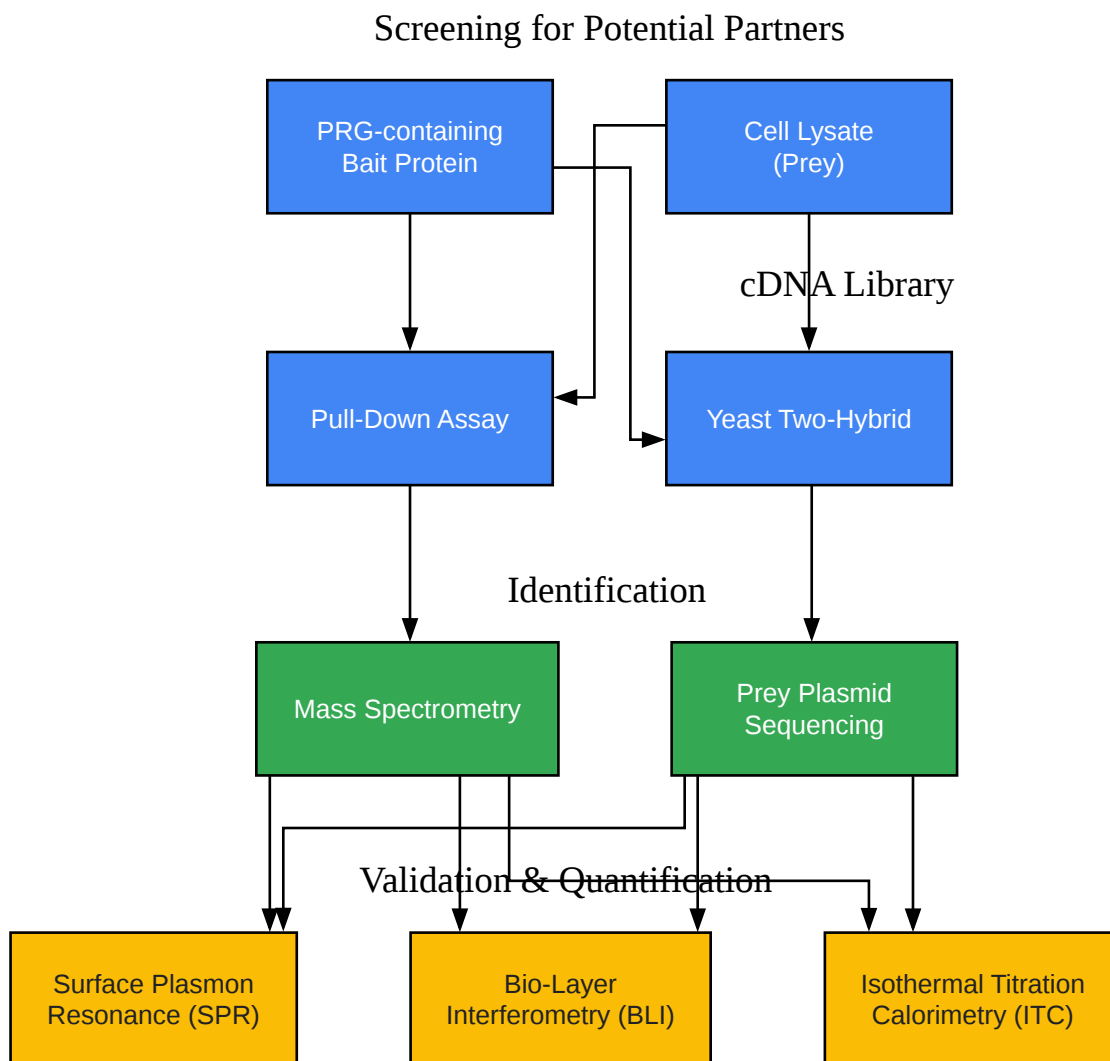 Screening for Potential Partners
PRG-containing
Bait Protein
Cell Lysate
(Prey)
cDNA Library
Pull-Down Assay
Yeast Two-Hybrid
Identification
Mass Spectrometry
Prey Plasmid
Sequencing
Validation & Quantification
Surface Plasmon
Resonance (SPR)
Bio-Layer
Interferometry (BLI)
Isothermal Titration
Calorimetry (ITC)